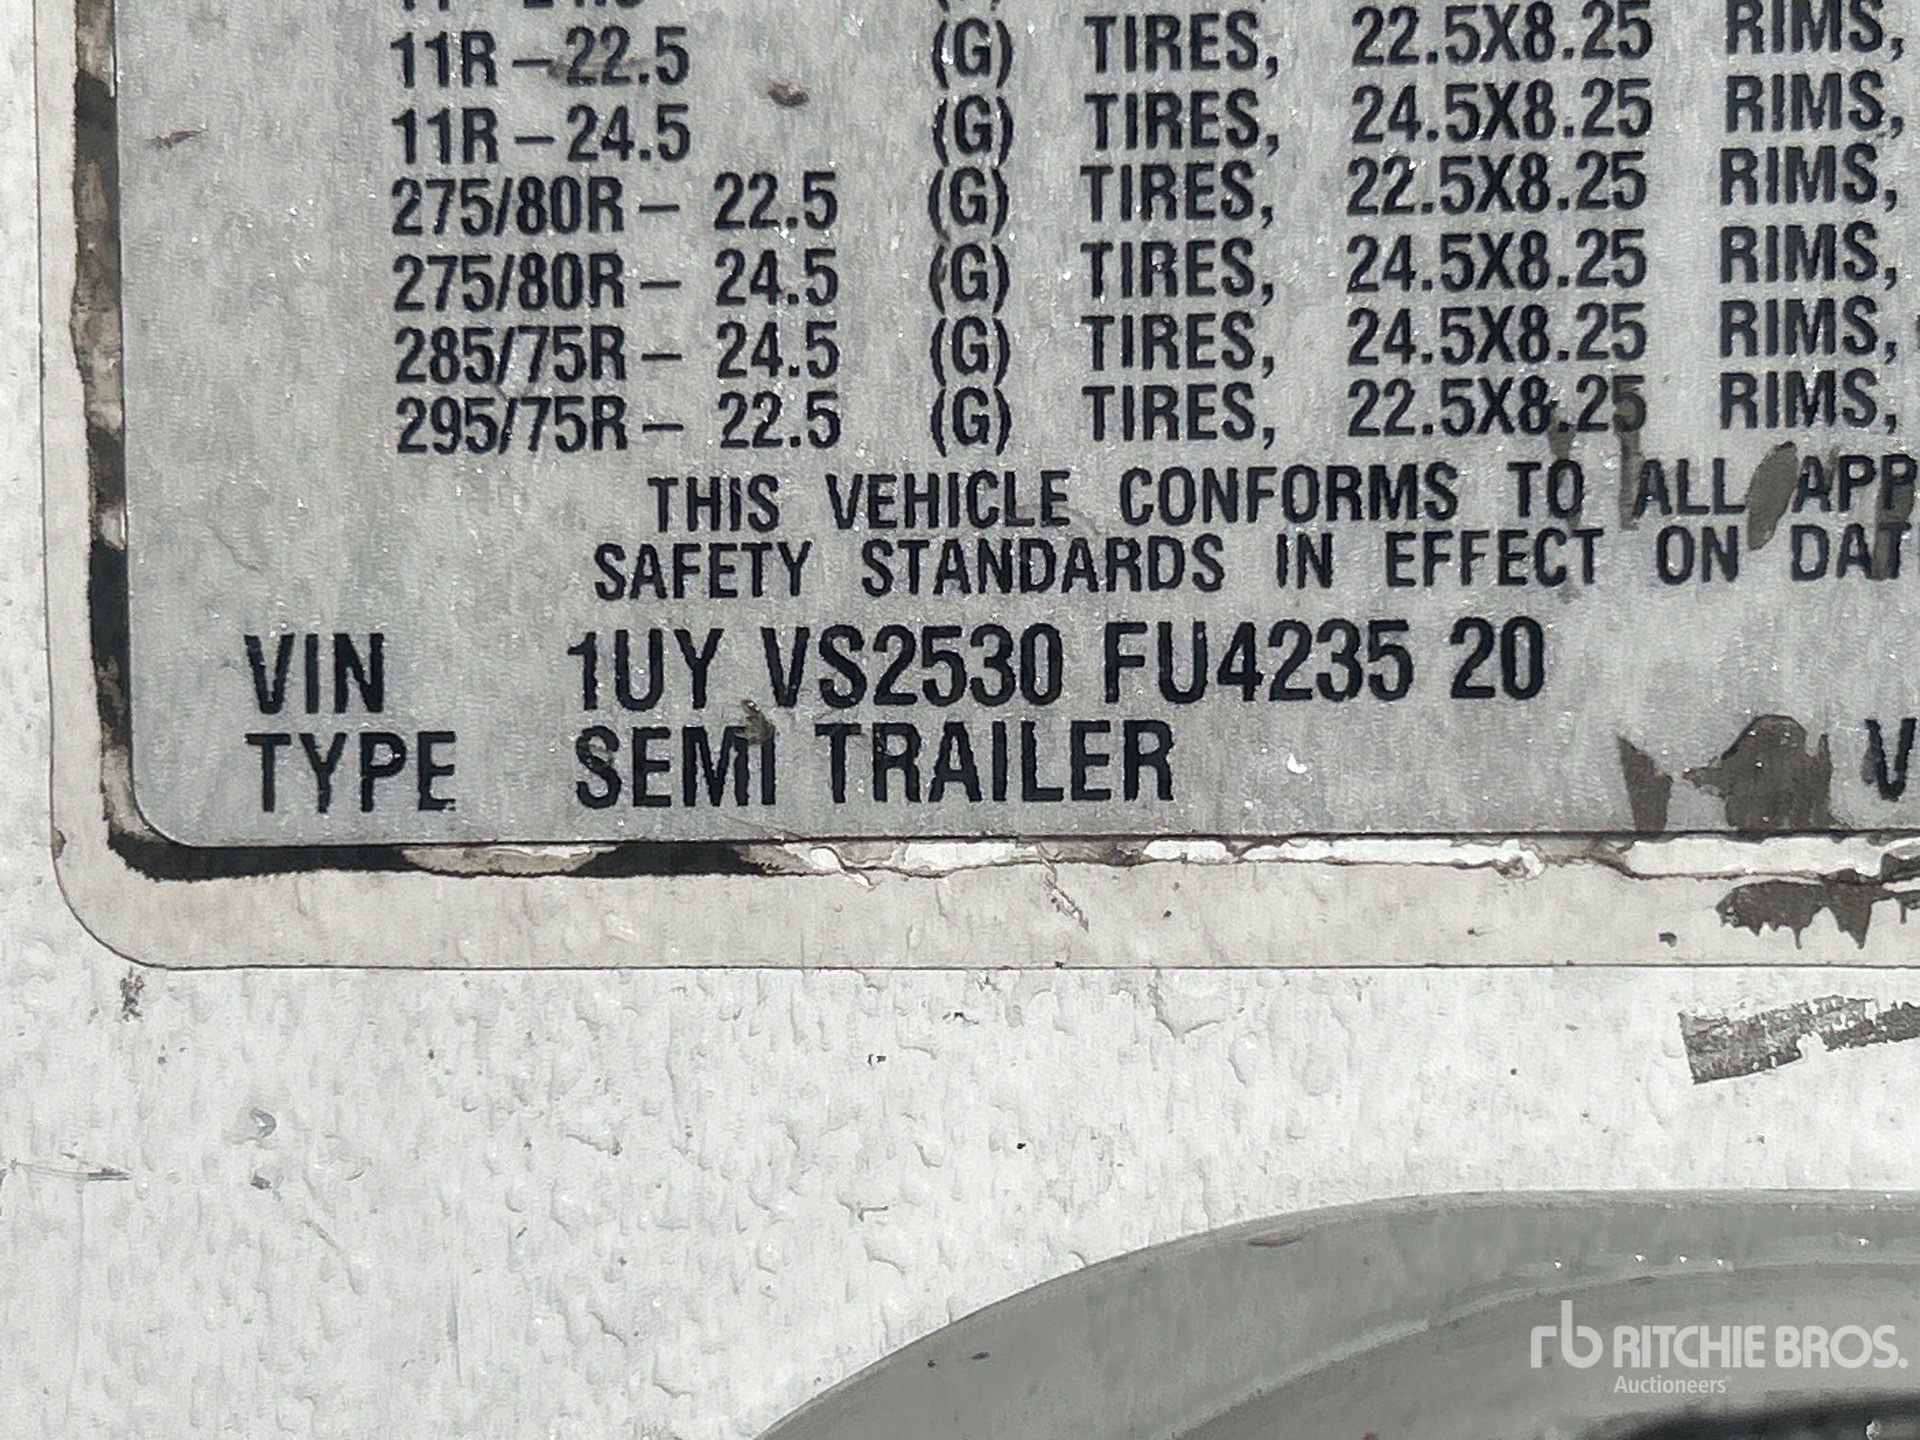 11R-22.5 (G) TIRES, 22.5X8.25 RIMS,
11R-24.5 (G) TIRES, 24.5X8.25 RIMS,
275/80R- 22.5 (G) TIRES, 22.5X8.25 RIMS,
275/80R- 24.5 (G) TIRES, 24.5X8.25 RIMS,
285/75R- 24.5 (G) TIRES, 24.5X8.25 RIMS,
295/75R- 22.5 (G) TIRES, 22.5X8.25 RIMS,
THIS VEHICLE CONFORMS TO ALL APP
SAFETY STANDARDS IN EFFECT ON DAT
VIN 1UY VS2530 FU4235 20
TYPE SEMI TRAILER V
rb RITCHIE BROS.
Auctioneers